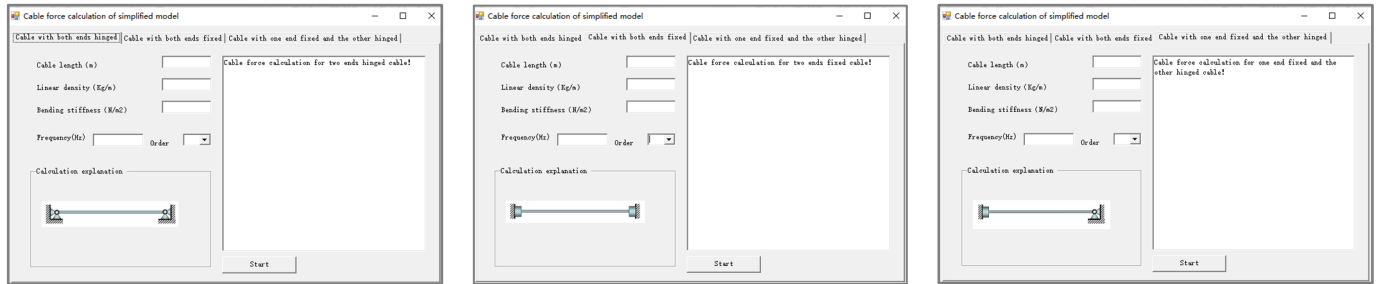 Cable force calculation of simplified model
Cable with both ends hinged Cable with both ends fixed Cable with one end fixed and the other hinged
Cable length (m)
Linear density (Kg/m)
Bending stiffness (N/m2)
Frequency(Hz) Order
Calculation explanation
Cable force calculation for two ends hinged cable!
Start
Cable force calculation of simplified model
Cable with both ends hinged Cable with both ends fixed Cable with one end fixed and the other hinged
Cable length (m)
Linear density (Kg/m)
Bending stiffness (N/m2)
Frequency(Hz) Order
Calculation explanation
Cable force calculation for two ends fixed cable!
Start
Cable force calculation of simplified model
Cable with both ends hinged Cable with both ends fixed Cable with one end fixed and the other hinged
Cable length (m)
Linear density (Kg/m)
Bending stiffness (N/m2)
Frequency(Hz) Order
Calculation explanation
Cable force calculation for one end fixed and the
other hinged cable!
Start